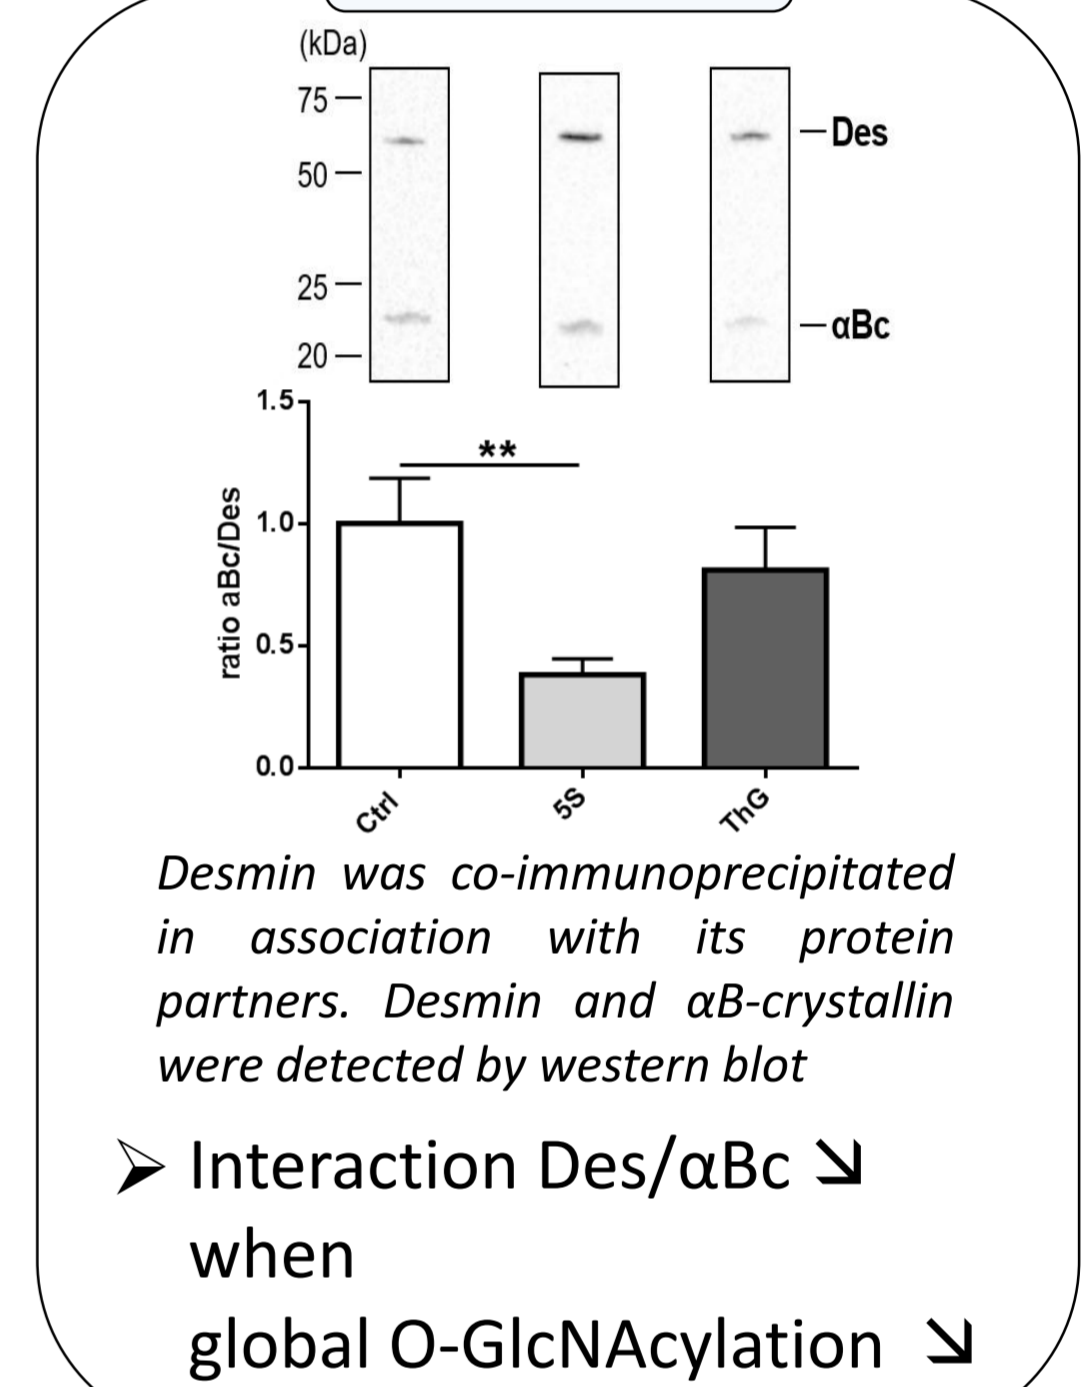 (kDa)
75
50
25
20
Des
αBc
1.5
1.0
0.5
0.0
ratio aBc/Des
**
Ctrl
5S
ThG
Desmin was co-immunoprecipitated
in association with its protein
partners. Desmin and αB-crystallin
were detected by western blot
➢ Interaction Des/αBc ↘
when
global O-GlcNAcylation ↘